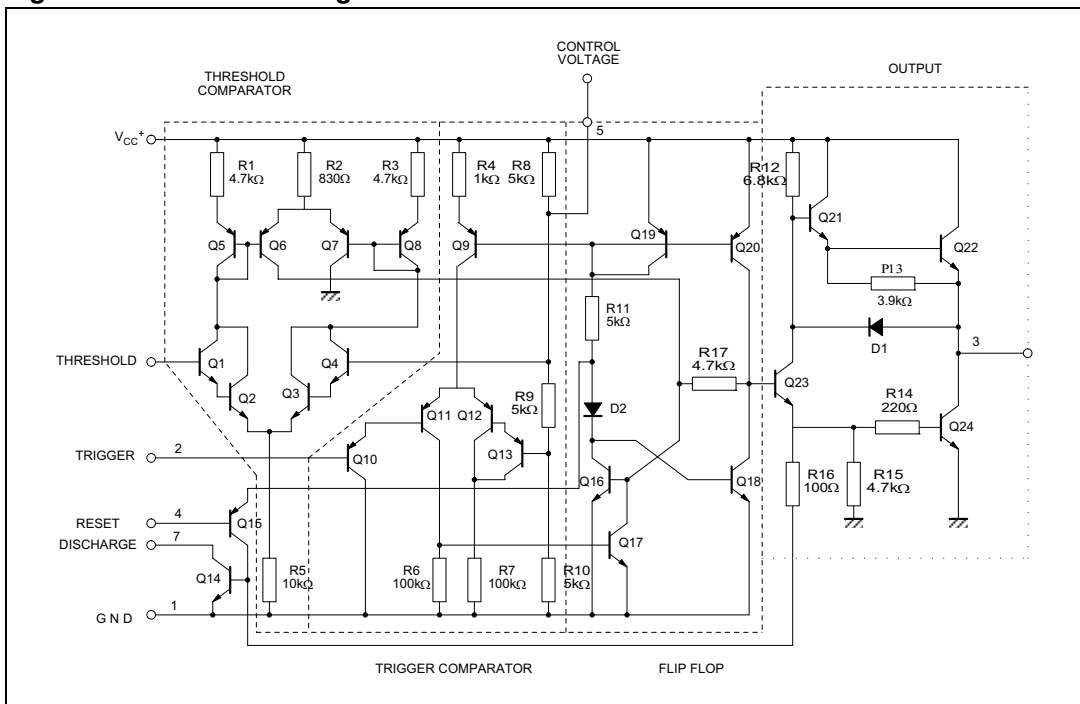 CONTROL
VOLTAGE
OUTPUT
THRESHOLD
COMPARATOR
5
VCC+
R1
4.7kΩ
R2
830Ω
R3
4.7kΩ
R4
1kΩ
R8
5kΩ
R12
6.8kΩ
Q21
Q5
Q6
Q7
Q8
Q9
Q19
Q20
Q22
P13
3.9kΩ
R11
5kΩ
D1
3
THRESHOLD
Q1
Q4
R17
4.7kΩ
Q23
Q2
Q3
R9
5kΩ
D2
R14
220Ω
Q11
Q12
Q24
TRIGGER
2
Q10
Q13
Q16
Q18
R16
100Ω
R15
4.7kΩ
RESET
4
Q15
DISCHARGE
7
Q17
Q14
R5
10kΩ
R6
100kΩ
R7
100kΩ
R10
5kΩ
GND
1
TRIGGER COMPARATOR
FLIP FLOP